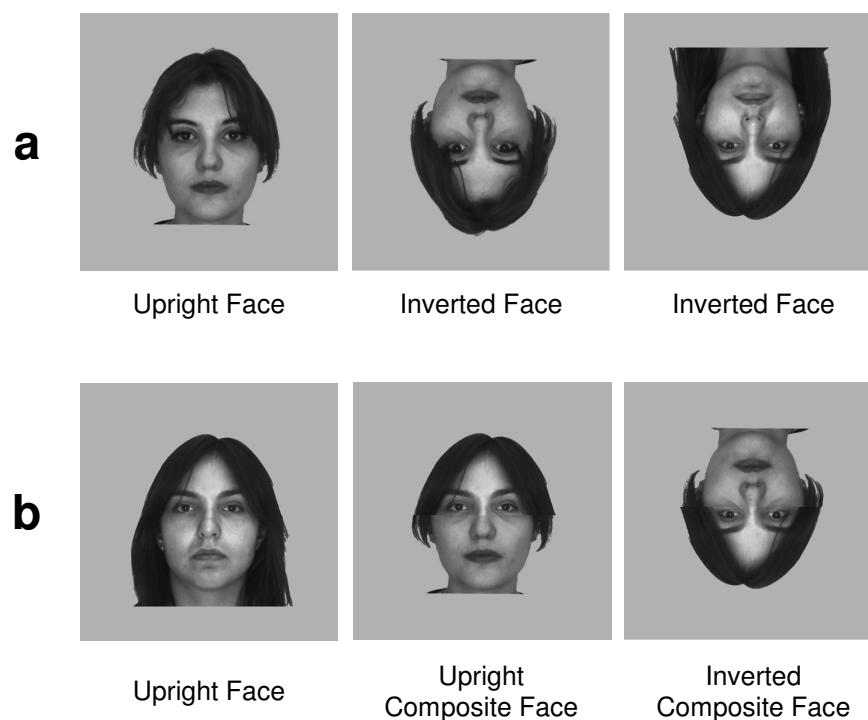 a
Upright Face
Inverted Face
Inverted Face
b
Upright Face
Upright
Composite Face
Inverted
Composite Face